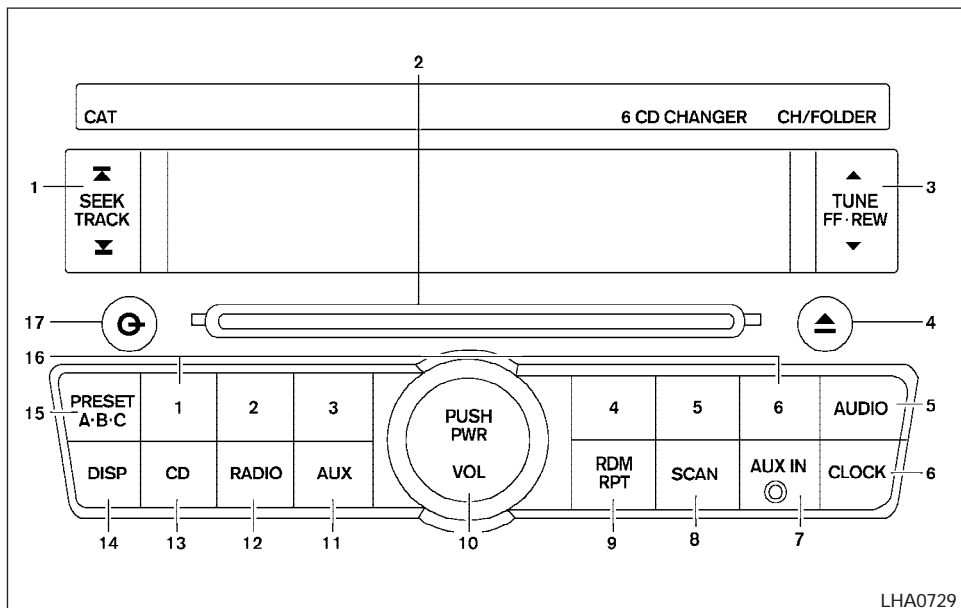 2
CAT 6 CD CHANGER CH/FOLDER
1 SEEK TRACK
TUNE FF·REW 3
17 4
16
15 PRESET A·B·C 1 2 3 PUSH PWR 4 5 6 AUDIO 5
DISP CD RADIO AUX VOL RDM RPT SCAN AUX IN CLOCK 6
14 13 12 11 10 9 8 7
LHA0729